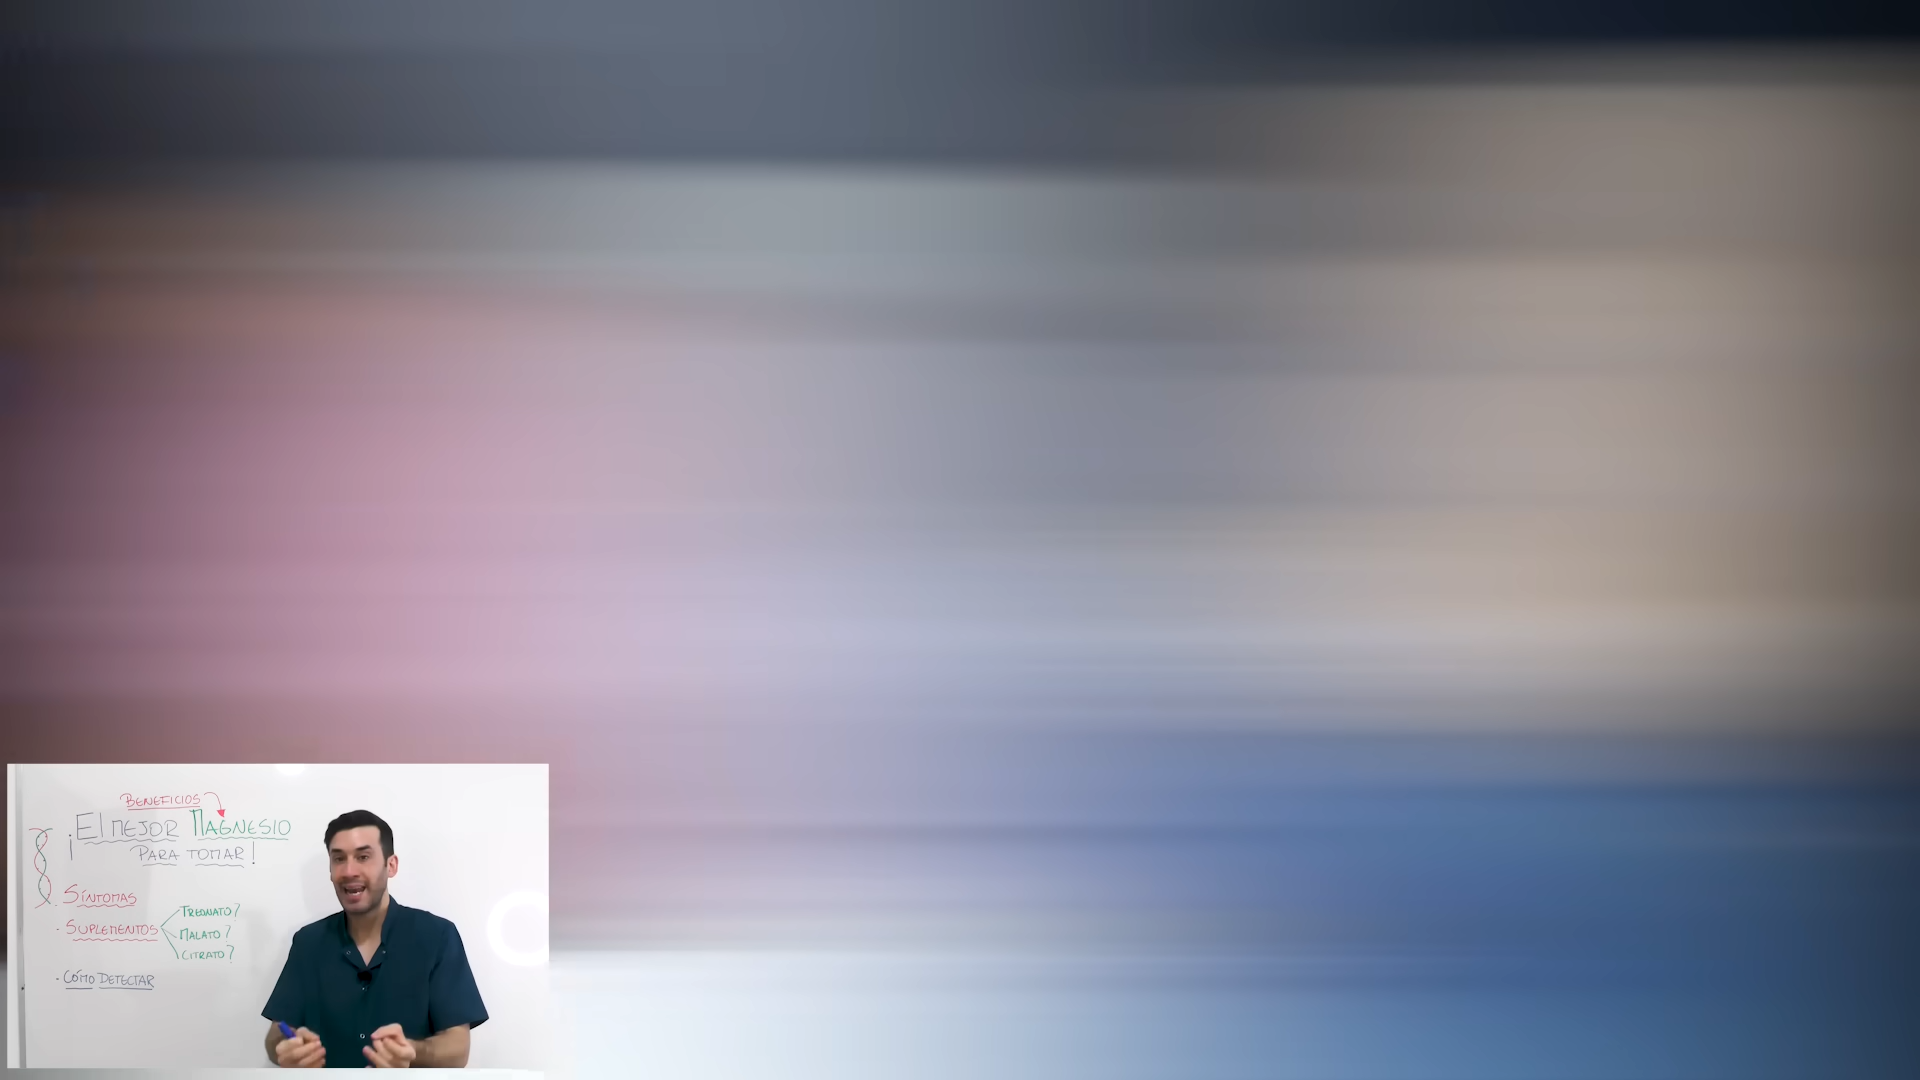 BENEFICIOS
¡El MEJOR MAGNESIO
PARA TOMAR!
· SÍNTOMAS
· SUPLEMENTOS
TREONATO?
MALATO?
CITRATO?
· CÓMO DETECTAR